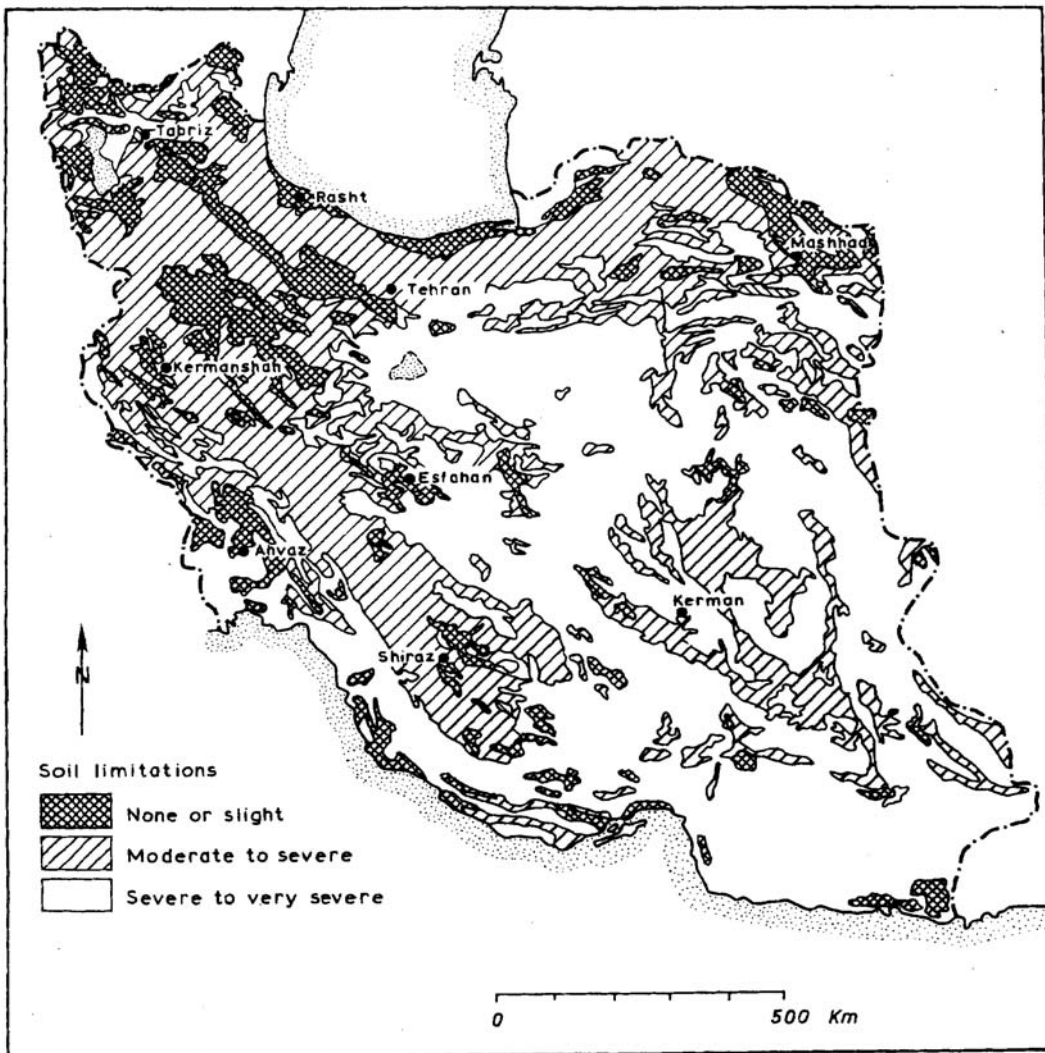 Tabriz
Rasht
Mashhad
Tehran
Kermanshah
Esfahan
Ahvaz
Kerman
Shiraz
N
Soil limitations
None or slight
Moderate to severe
Severe to very severe
0 500 Km